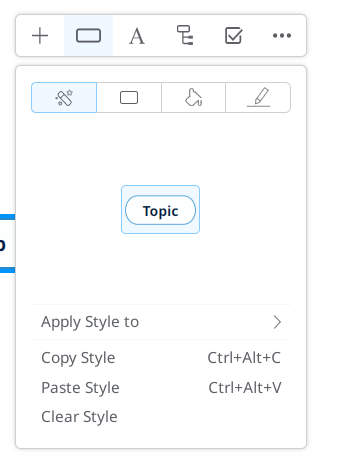 A
Topic
Apply Style to
Copy Style Ctrl+Alt+C
Paste Style Ctrl+Alt+V
Clear Style